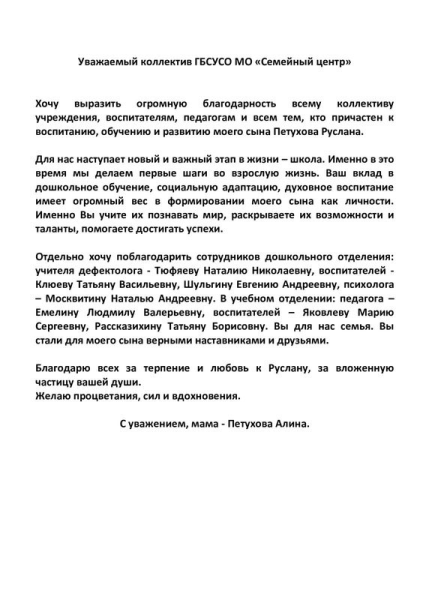 Уважаемый коллектив ГБСУСО МО «Семейный центр»
Хочу выразить огромную благодарность всему коллективу
учреждения, воспитателям, педагогам и всем тем, кто причастен к
воспитанию, обучению и развитию моего сына Петухова Руслана.
Для нас наступает новый и важный этап в жизни – школа. Именно в это
время мы делаем первые шаги во взрослую жизнь. Ваш вклад в
дошкольное обучение, социальную адаптацию, духовное воспитание
имеет огромный вес в формировании моего сына как личности.
Именно Вы учите их познавать мир, раскрываете их возможности и
таланты, помогаете достигать успехи.
Отдельно хочу поблагодарить сотрудников дошкольного отделения:
учителя дефектолога - Тюфяеву Наталию Николаевну, воспитателей -
Клюеву Татьяну Васильевну, Шульгину Евгению Андреевну, психолога
– Москвитину Наталью Андреевну. В учебном отделении: педагога –
Емелину Людмилу Валерьевну, воспитателей – Яковлеву Марию
Сергеевну, Рассказихину Татьяну Борисовну. Вы для нас семья. Вы
стали для моего сына верными наставниками и друзьями.
Благодарю всех за терпение и любовь к Руслану, за вложенную
частицу вашей души.
Желаю процветания, сил и вдохновения.
С уважением, мама - Петухова Алина.